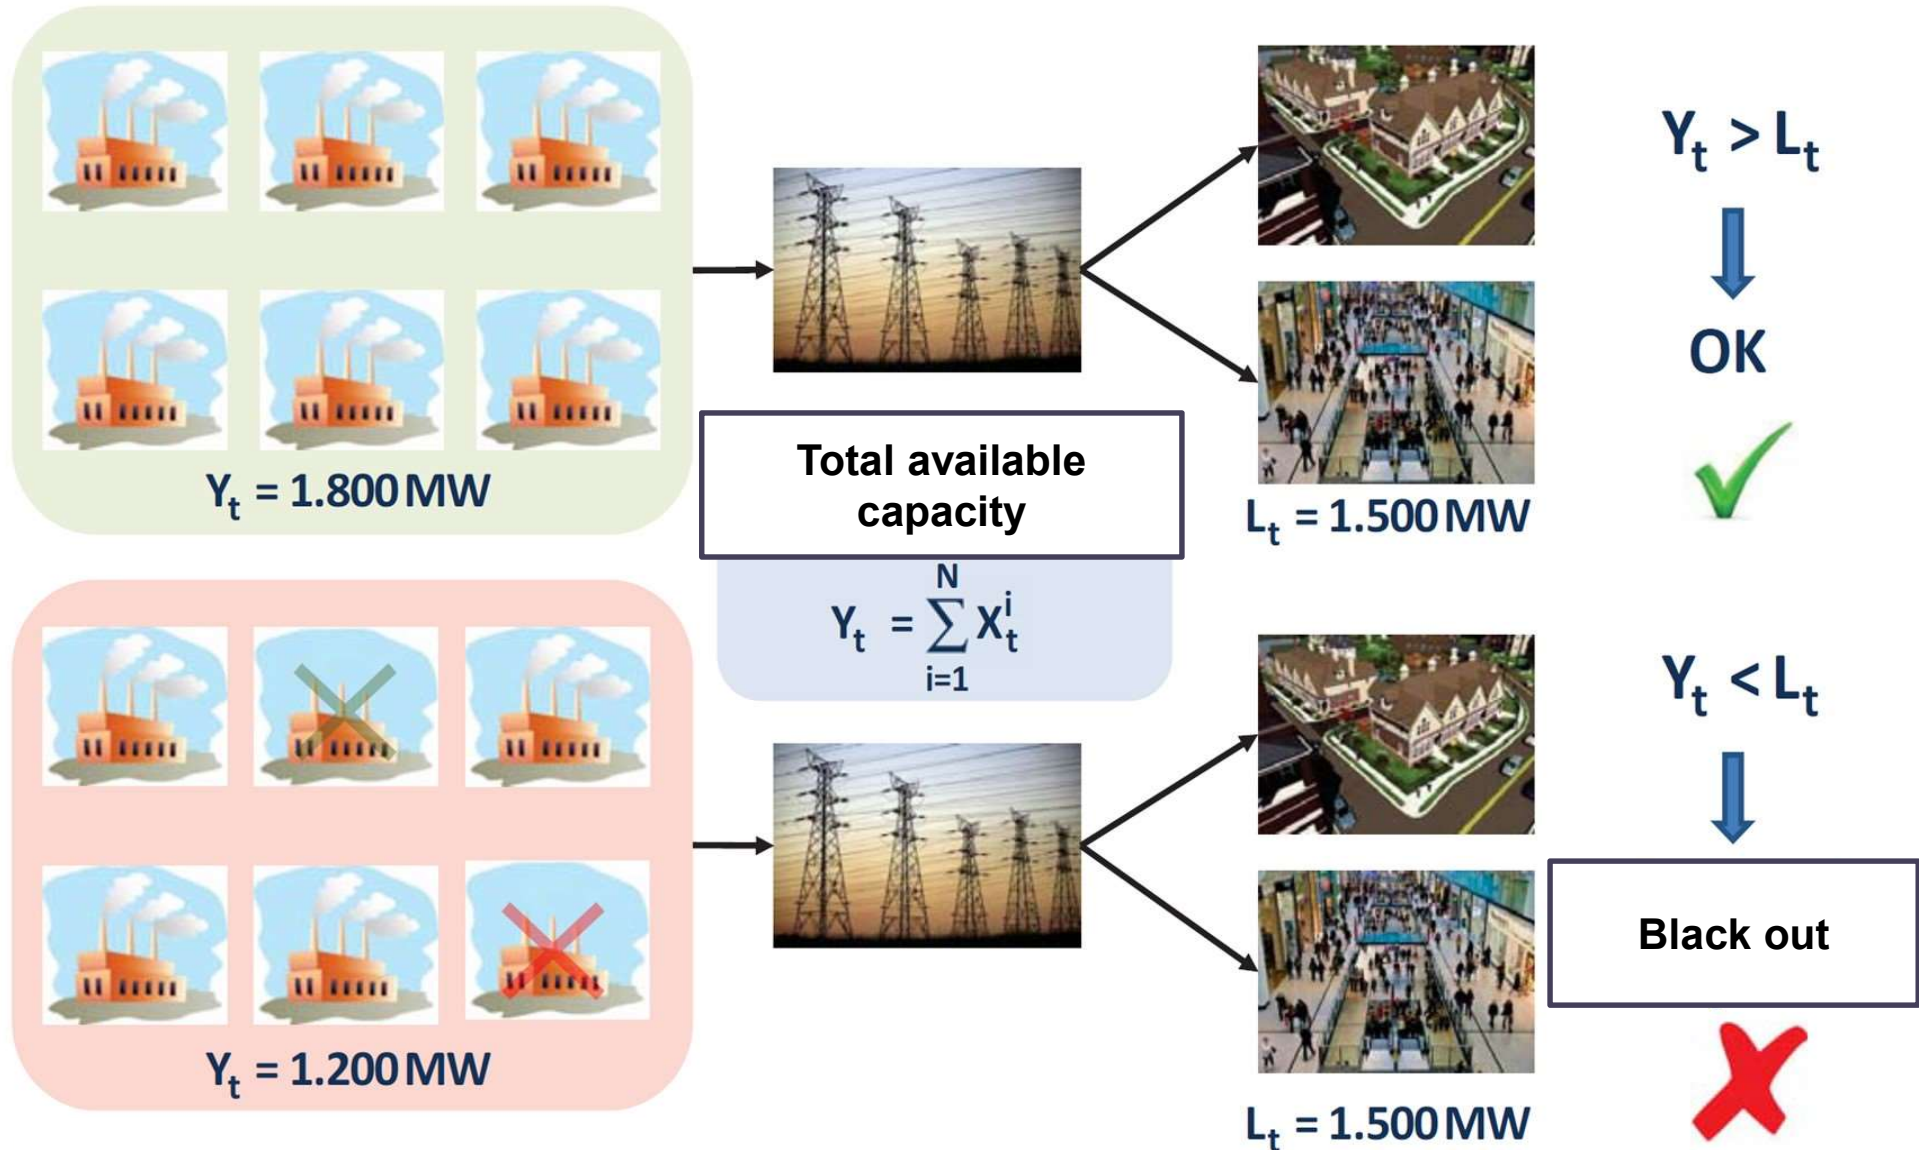 Yt = 1.800 MW
Total available
capacity
N
Yt = ∑ Xti
i=1
Lt = 1.500 MW
Yt > Lt
OK
Yt = 1.200 MW
Lt = 1.500 MW
Yt < Lt
Black out